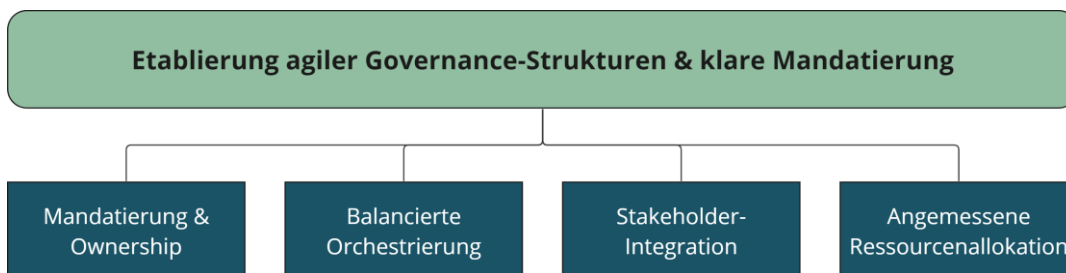 Etablierung agiler Governance-Strukturen & klare Mandatierung
Mandatierung &
Ownership
Balancierte
Orchestrierung
Stakeholder-
Integration
Angemessene
Ressourcenallokation